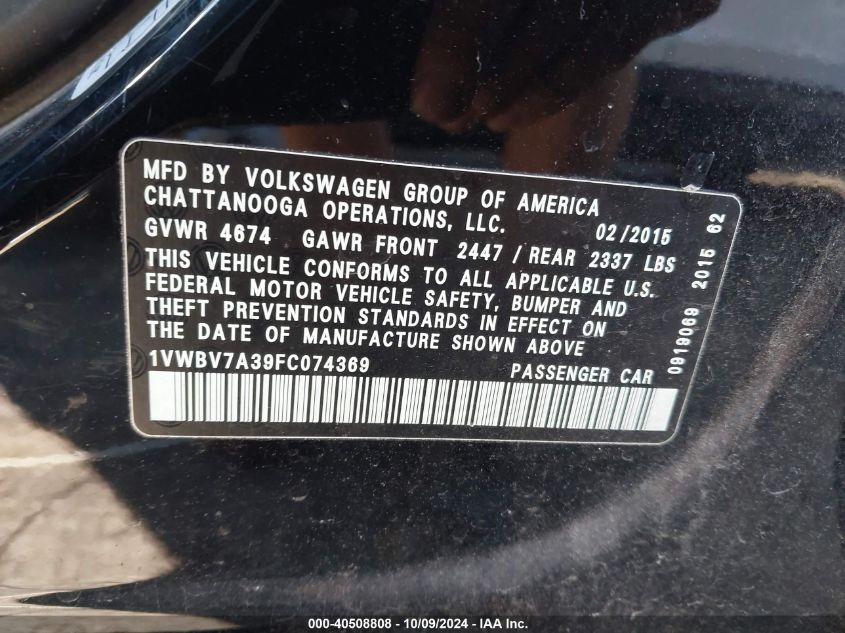 MFD BY VOLKSWAGEN GROUP OF AMERICA
CHATTANOOGA OPERATIONS, LLC.
02/2015
GVWR 4674 GAWR FRONT 2447 / REAR 2337 LBS
THIS VEHICLE CONFORMS TO ALL APPLICABLE U.S.
FEDERAL MOTOR VEHICLE SAFETY, BUMPER AND
THEFT PREVENTION STANDARDS IN EFFECT ON
THE DATE OF MANUFACTURE SHOWN ABOVE
1VWBV7A39FC074369
PASSENGER CAR
0919069 2015 62
000-40508808 - 10/09/2024 - IAA Inc.